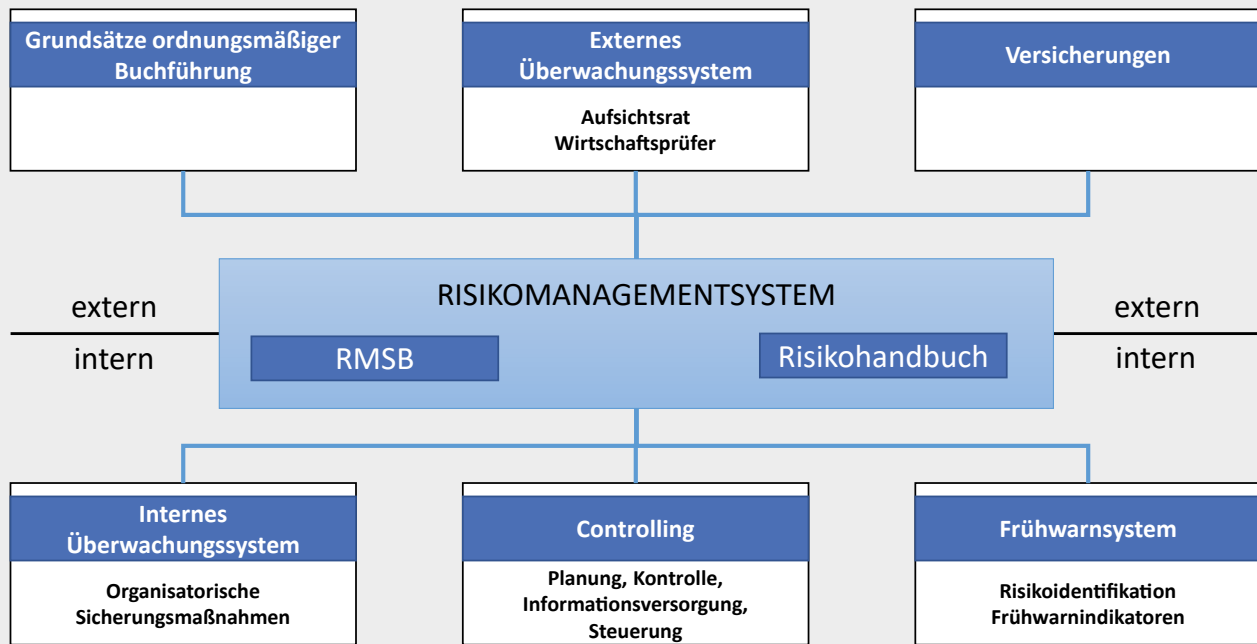 Grundsätze ordnungsmäßiger
Buchführung
Externes
Überwachungssystem
Aufsichtsrat
Wirtschaftsprüfer
Versicherungen
extern
intern
RISIKOMANAGEMENTSYSTEM
RMSB
Risikohandbuch
extern
intern
Internes
Überwachungssystem
Organisatorische
Sicherungsmaßnahmen
Controlling
Planung, Kontrolle,
Informationsversorgung,
Steuerung
Frühwarnsystem
Risikoidentifikation
Frühwarnindikatoren